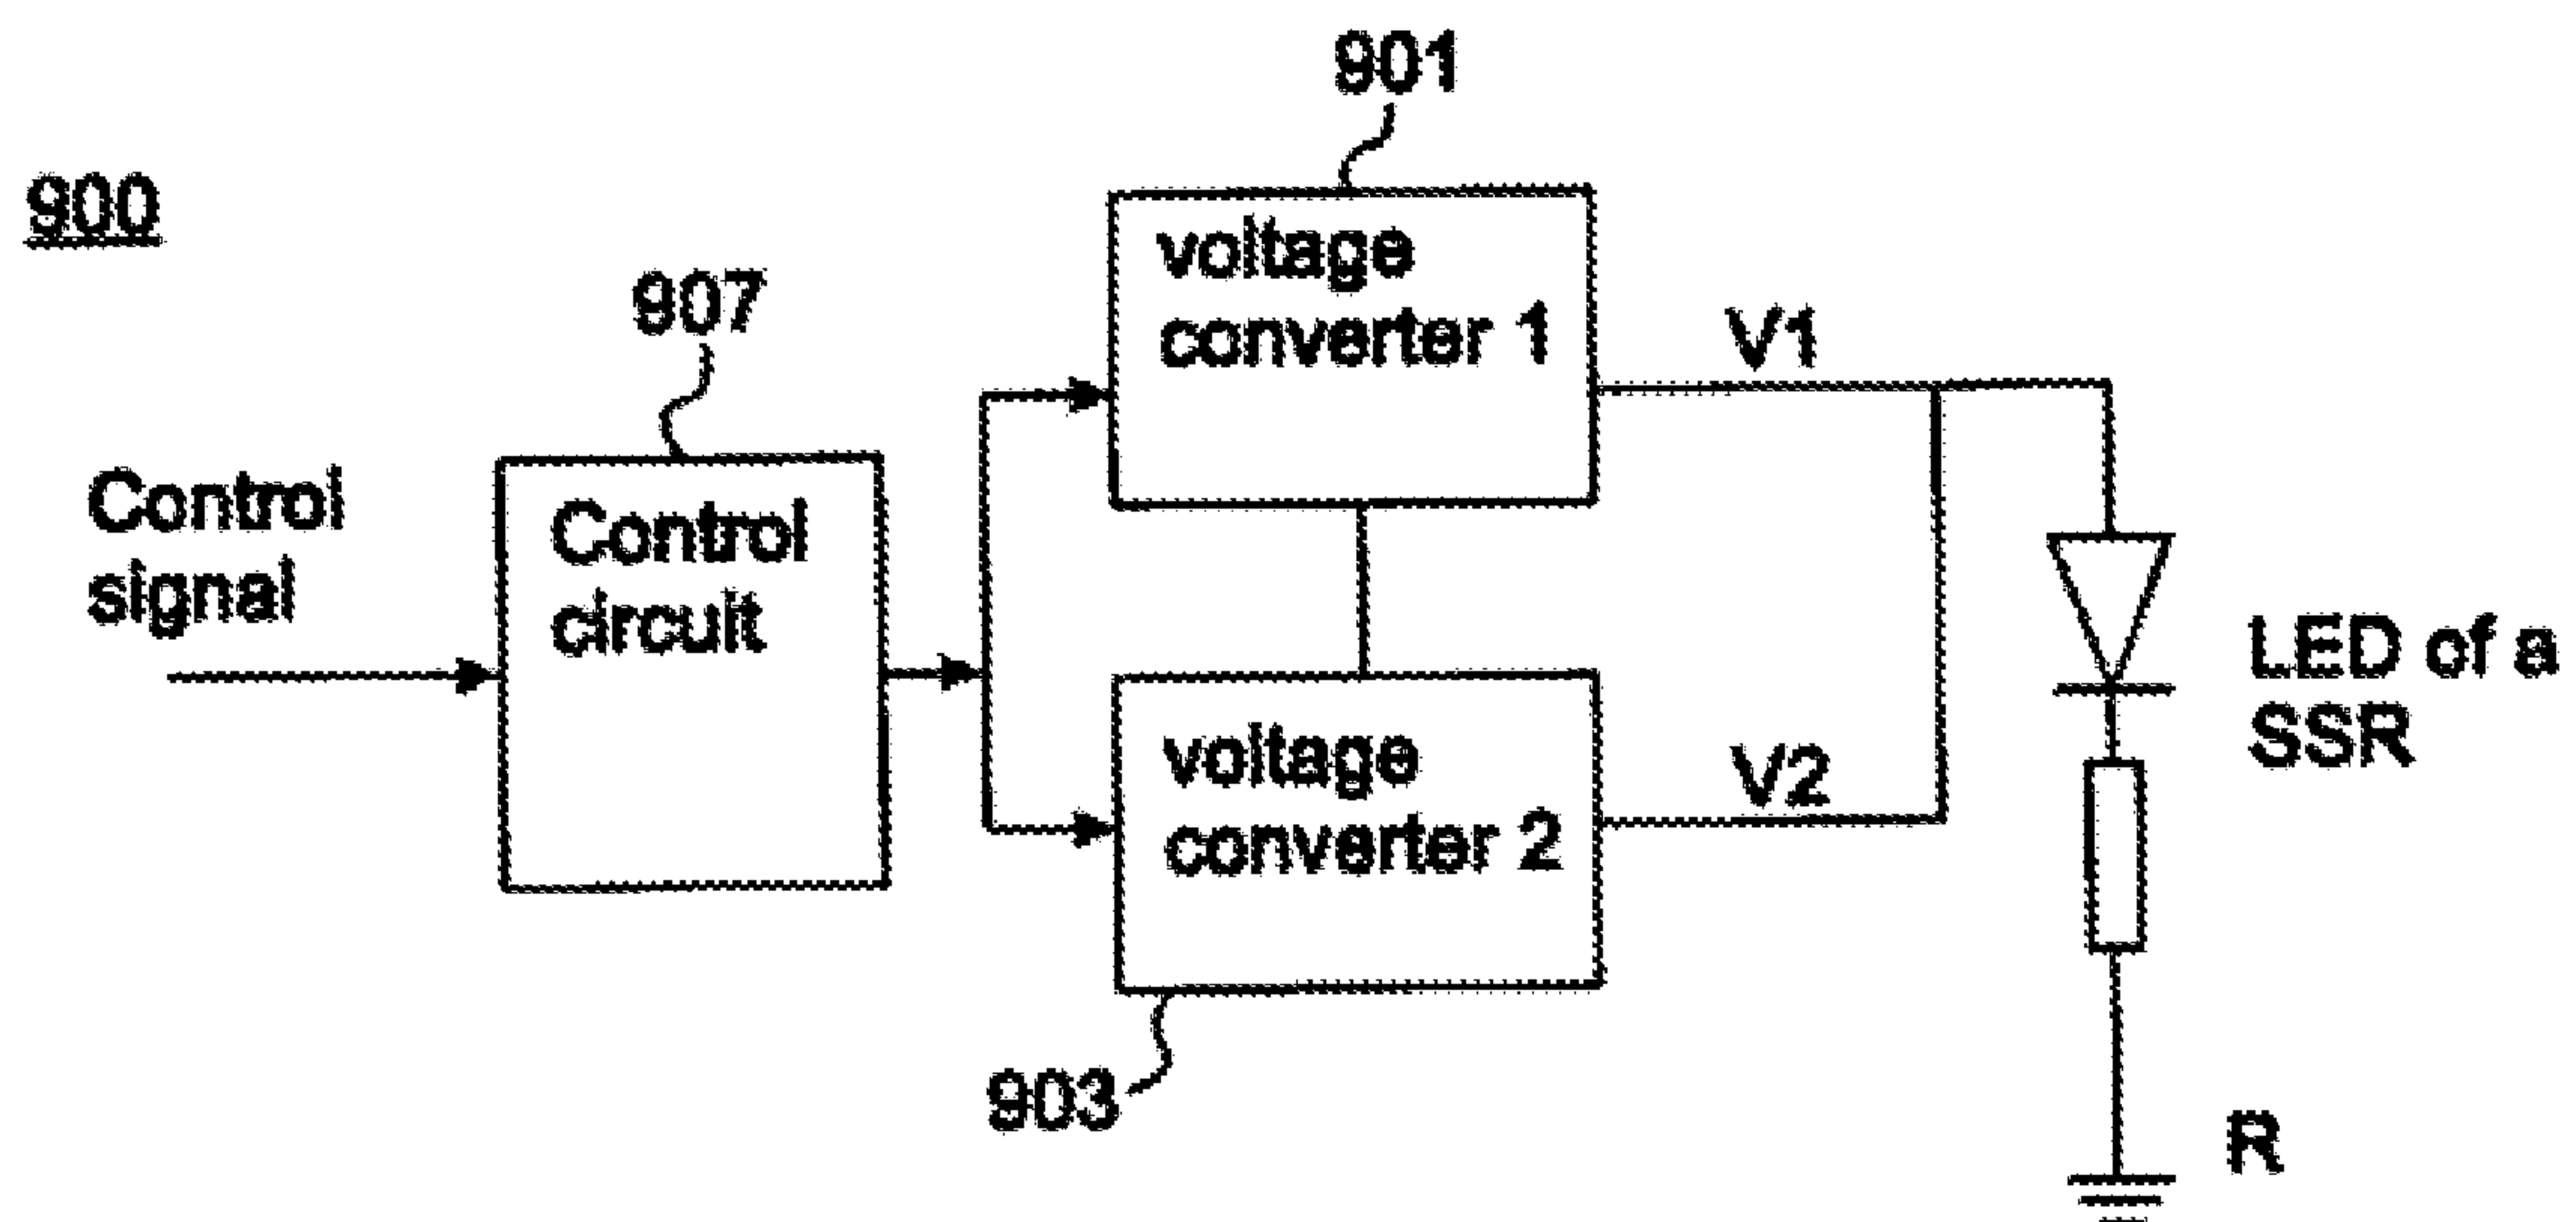 901
900
voltage
converter 1
907
V1
Control
signal
Control
circuit
LED of a
SSR
voltage
converter 2
V2
903
R